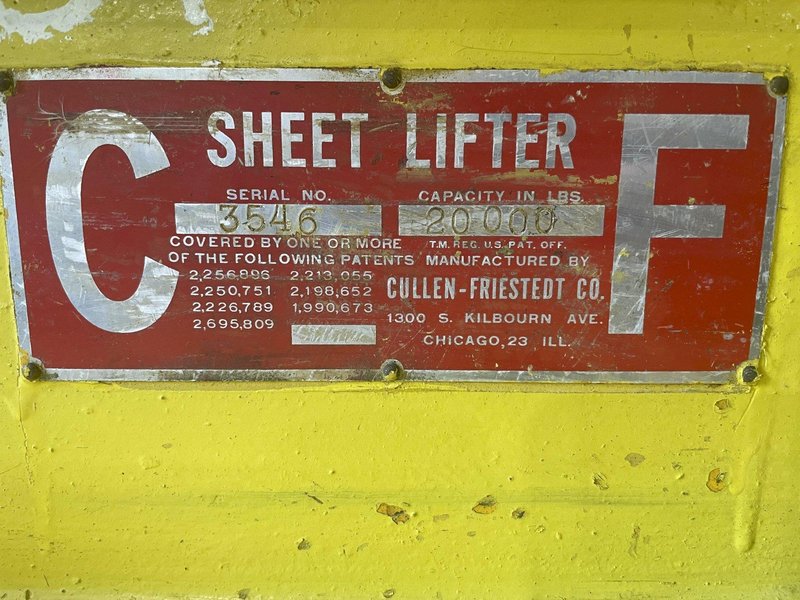 C F
SHEET LIFTER
SERIAL NO. CAPACITY IN LBS.
3546 20000
COVERED BY ONE OR MORE T.M. REG. U.S. PAT. OFF.
OF THE FOLLOWING PATENTS MANUFACTURED BY
2,256,896 2,213,055
2,250,751 2,198,652 CULLEN-FRIESTEDT CO.
2,226,789 1,990,673
2,695,809 1300 S. KILBOURN AVE.
CHICAGO, 23 ILL.